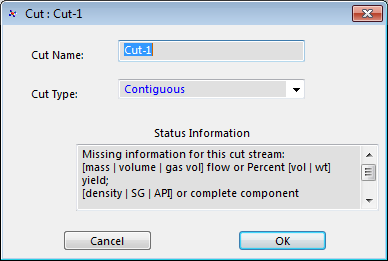 Cut : Cut-1
Cut Name:
Cut-1
Cut Type:
Contiguous
Status Information
Missing information for this cut stream:
[mass | volume | gas vol] flow or Percent [vol | wt]
yield;
[density | SG | API] or complete component
Cancel
OK